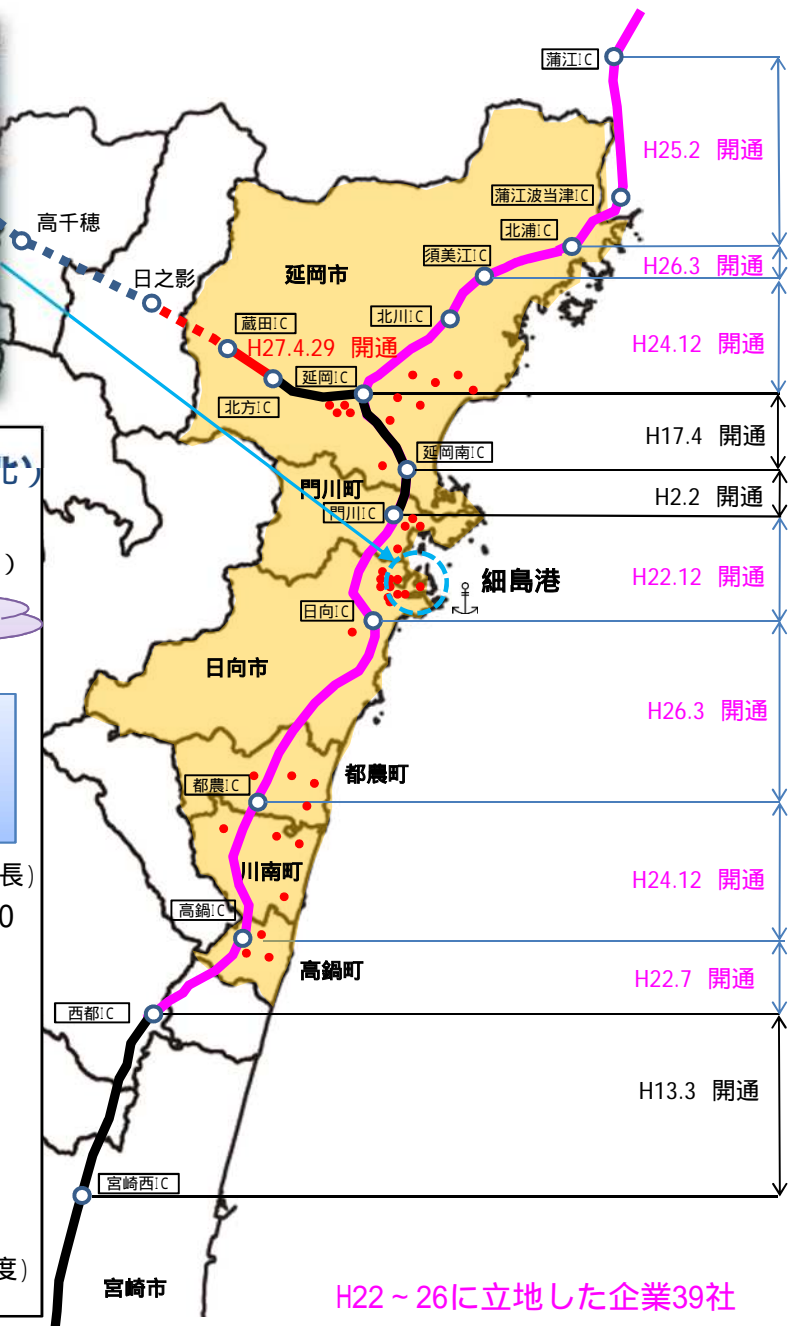 蒲江IC
H25.2 開通
蒲江波当津IC
北浦IC
高千穂
須美江IC
H26.3 開通
日之影
延岡市
蔵田IC
北川IC
H27.4.29 開通
H24.12 開通
延岡IC
北方IC
H17.4 開通
延岡南IC
門川町
H2.2 開通
門川IC
)
細島港
H22.12 開通
日向IC
日向市
H26.3 開通
都農町
都農IC
川南町
長)
H24.12 開通
高鍋IC
0
高鍋町
H22.7 開通
西都IC
H13.3 開通
宮崎西IC
度)
宮崎市
H22~26に立地した企業39社